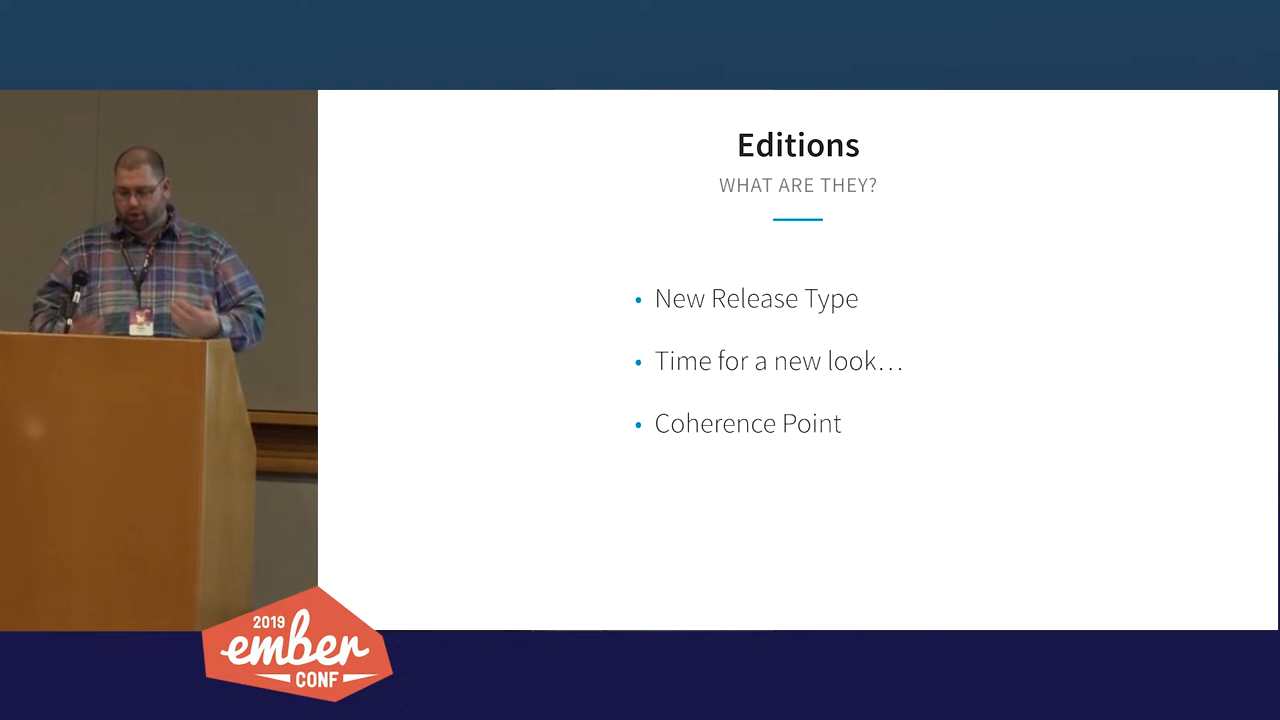 Editions
WHAT ARE THEY?
• New Release Type
• Time for a new look…
• Coherence Point
2019
ember
CONF